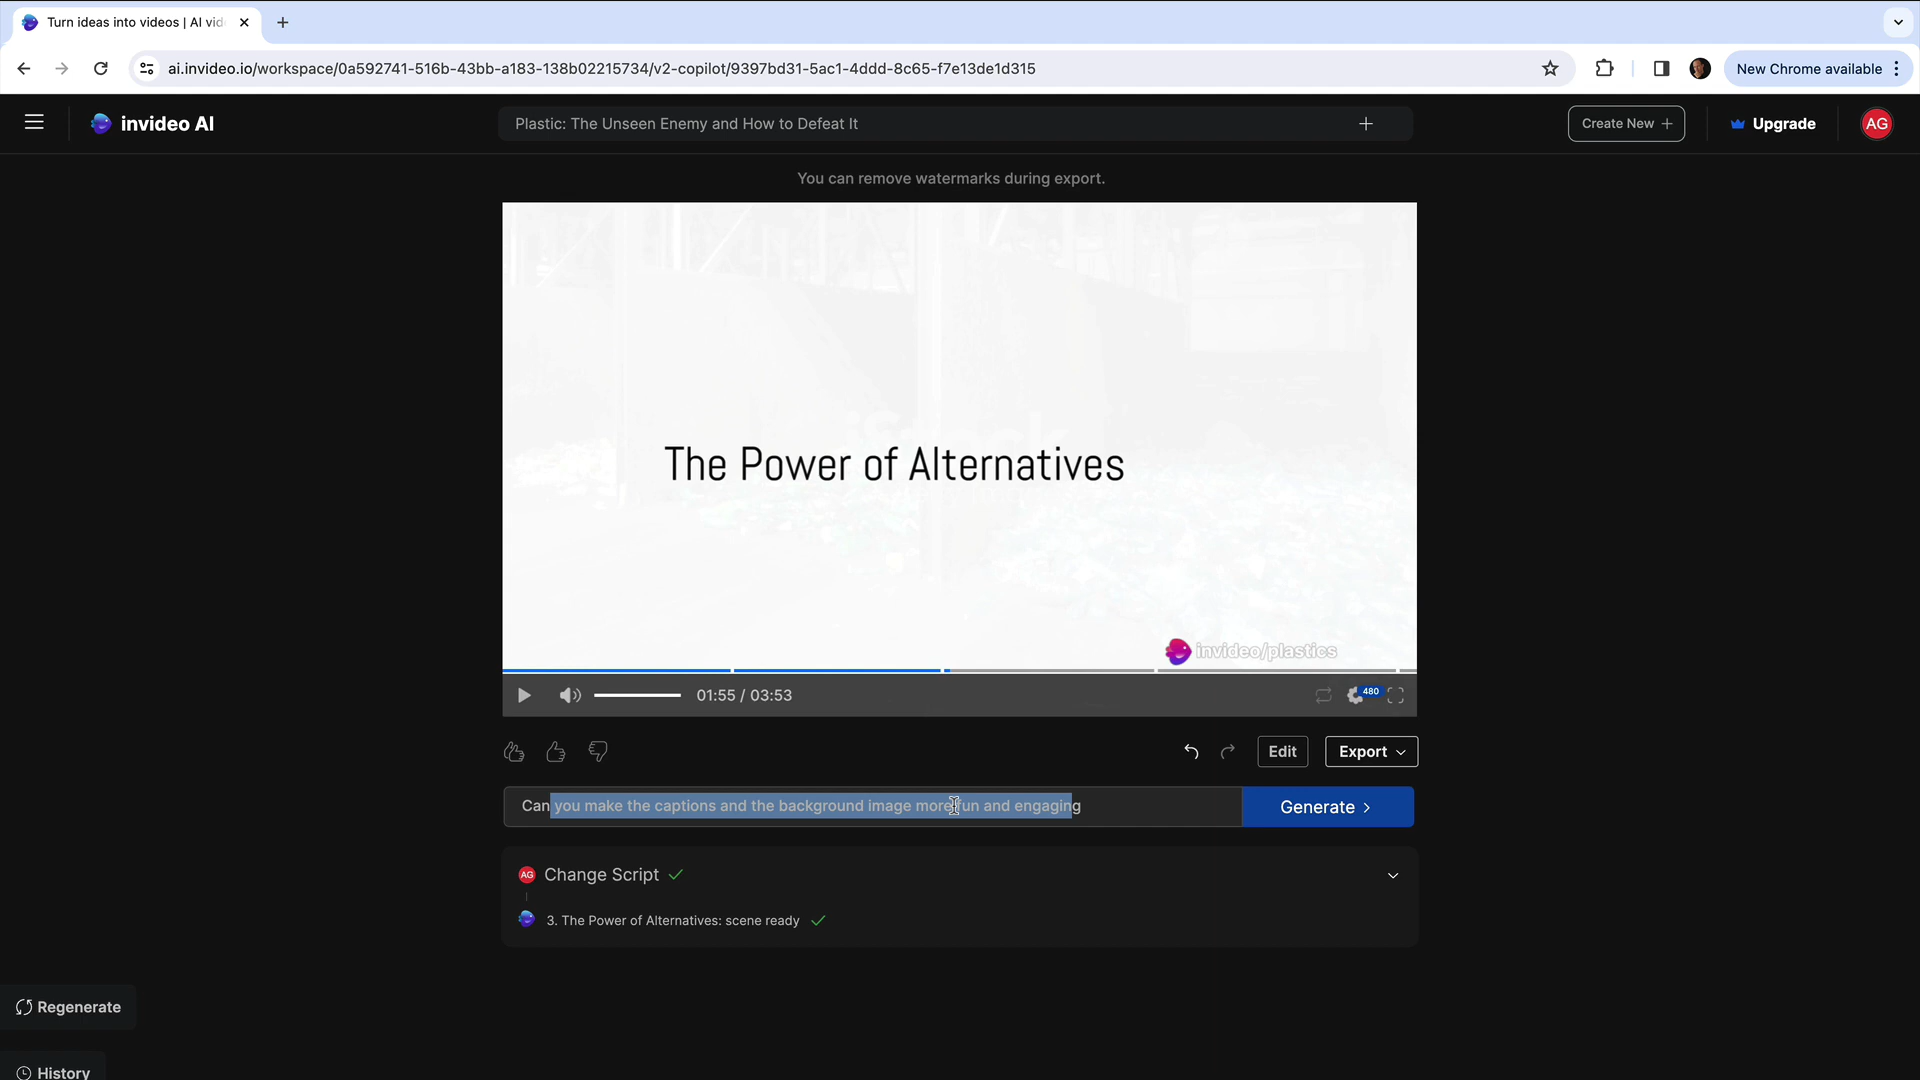 Turn ideas into videos | AI vid
ai.invideo.io/workspace/0a592741-516b-43bb-a183-138b02215734/v2-copilot/9397bd31-5ac1-4ddd-8c65-f7e13de1d315
New Chrome available
invideo AI
Plastic: The Unseen Enemy and How to Defeat It
Create New
Upgrade
AG
You can remove watermarks during export.
iStock
The Power of Alternatives
invideo/plastics
01:55 / 03:53
480
Edit
Export
Can you make the captions and the background image more fun and engaging
Generate
AG Change Script
3. The Power of Alternatives: scene ready
Regenerate
History